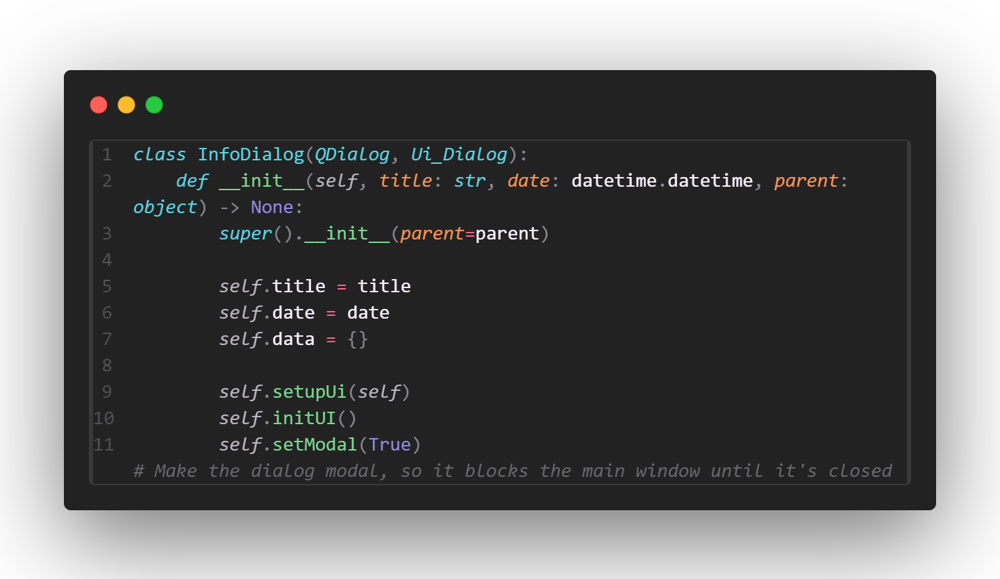 1 class InfoDialog(QDialog, Ui_Dialog):
2     def __init__(self, title: str, date: datetime.datetime, parent:
object) -> None:
3         super().__init__(parent=parent)
4
5         self.title = title
6         self.date = date
7         self.data = {}
8
9         self.setupUi(self)
10         self.initUI()
11         self.setModal(True)
# Make the dialog modal, so it blocks the main window until it's closed